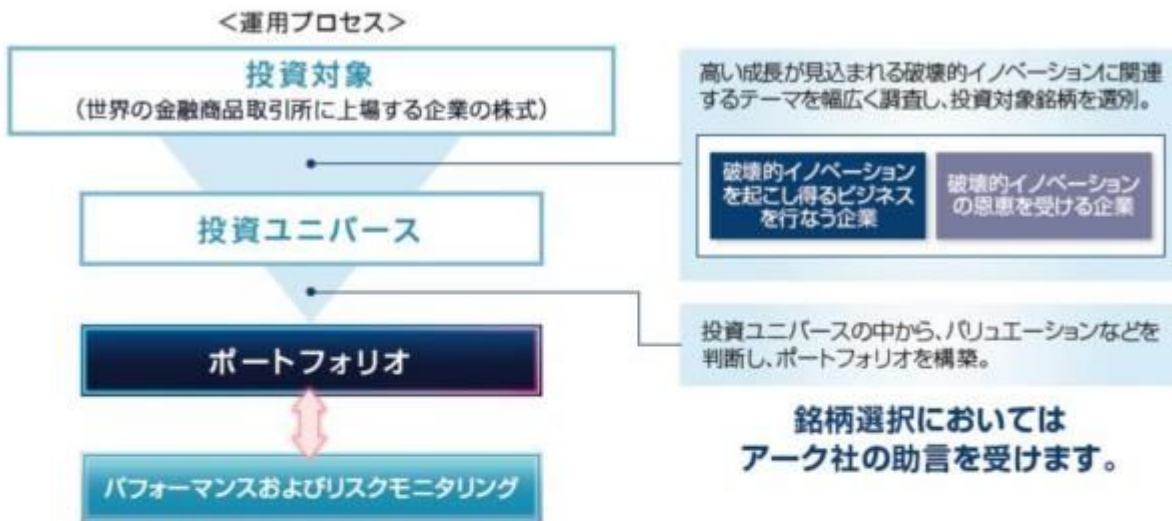 <運用プロセス>
投資対象
(世界の金融商品取引所に上場する企業の株式)
高い成長が見込まれる破壊的イノベーションに関連
するテーマを幅広く調査し、投資対象銘柄を選別。
破壊的イノベーション
を起こし得るビジネス
を行なう企業
破壊的イノベーション
の恩恵を受ける企業
投資ユニバース
投資ユニバースの中から、バリュエーションなどを
判断し、ポートフォリオを構築。
ポートフォリオ
銘柄選択においては
アーク社の助言を受けます。
パフォーマンスおよびリスクモニタリング